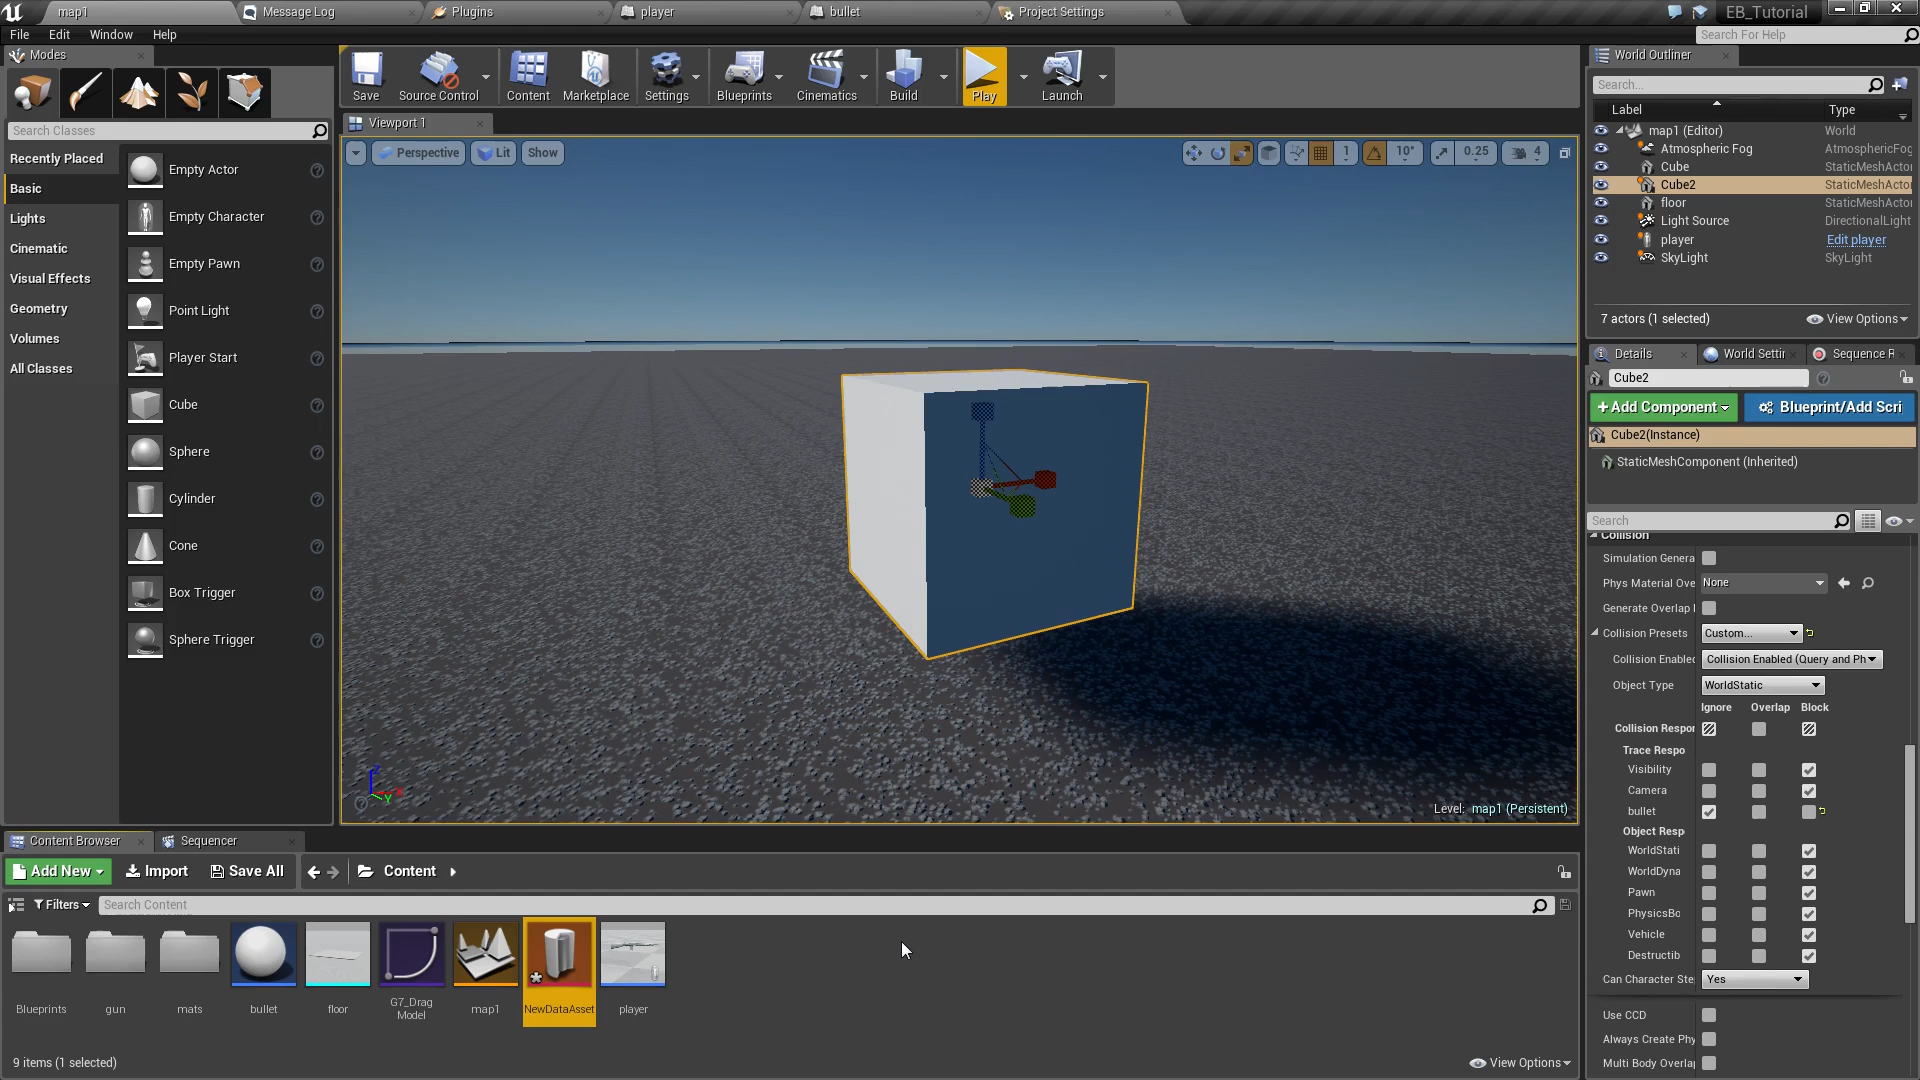 map1
Message Log
Plugins
player
bullet
Project Settings
EB_Tutorial
File Edit Window Help
Search For Help
Modes
Search Classes
Recently Placed
Basic
Lights
Cinematic
Visual Effects
Geometry
Volumes
All Classes
Empty Actor
Empty Character
Empty Pawn
Point Light
Player Start
Cube
Sphere
Cylinder
Cone
Box Trigger
Sphere Trigger
Save
Source Control
Content
Marketplace
Settings
Blueprints
Cinematics
Build
Play
Launch
Viewport 1
Perspective
Lit
Show
1
10°
0.25
4
Z
X
Y
Level: map1 (Persistent)
World Outliner
Search...
Label Type
map1 (Editor) World
Atmospheric Fog AtmosphericFog
Cube StaticMeshActor
Cube2 StaticMeshActor
floor StaticMeshActor
Light Source DirectionalLight
player Edit player
SkyLight SkyLight
7 actors (1 selected)
View Options
Details
World Settin
Sequence R
Cube2
+Add Component
Blueprint/Add Scri
Cube2(Instance)
StaticMeshComponent (Inherited)
Search
Collision
Simulation Genera
Phys Material Ove None
Generate Overlap
Collision Presets Custom...
Collision Enabled Collision Enabled (Query and Ph
Object Type WorldStatic
Ignore Overlap Block
Collision Respon
Trace Respo
Visibility
Camera
bullet
Object Resp
WorldStati
WorldDyna
Pawn
PhysicsBo
Vehicle
Destructib
Can Character Ste Yes
Use CCD
Always Create Phy
Multi Body Overla
Content Browser
Sequencer
Add New
Import
Save All
Content
Filters
Search Content
Blueprints
gun
mats
bullet
floor
G7_Drag
Model
map1
NewDataAsset
player
9 items (1 selected)
View Options